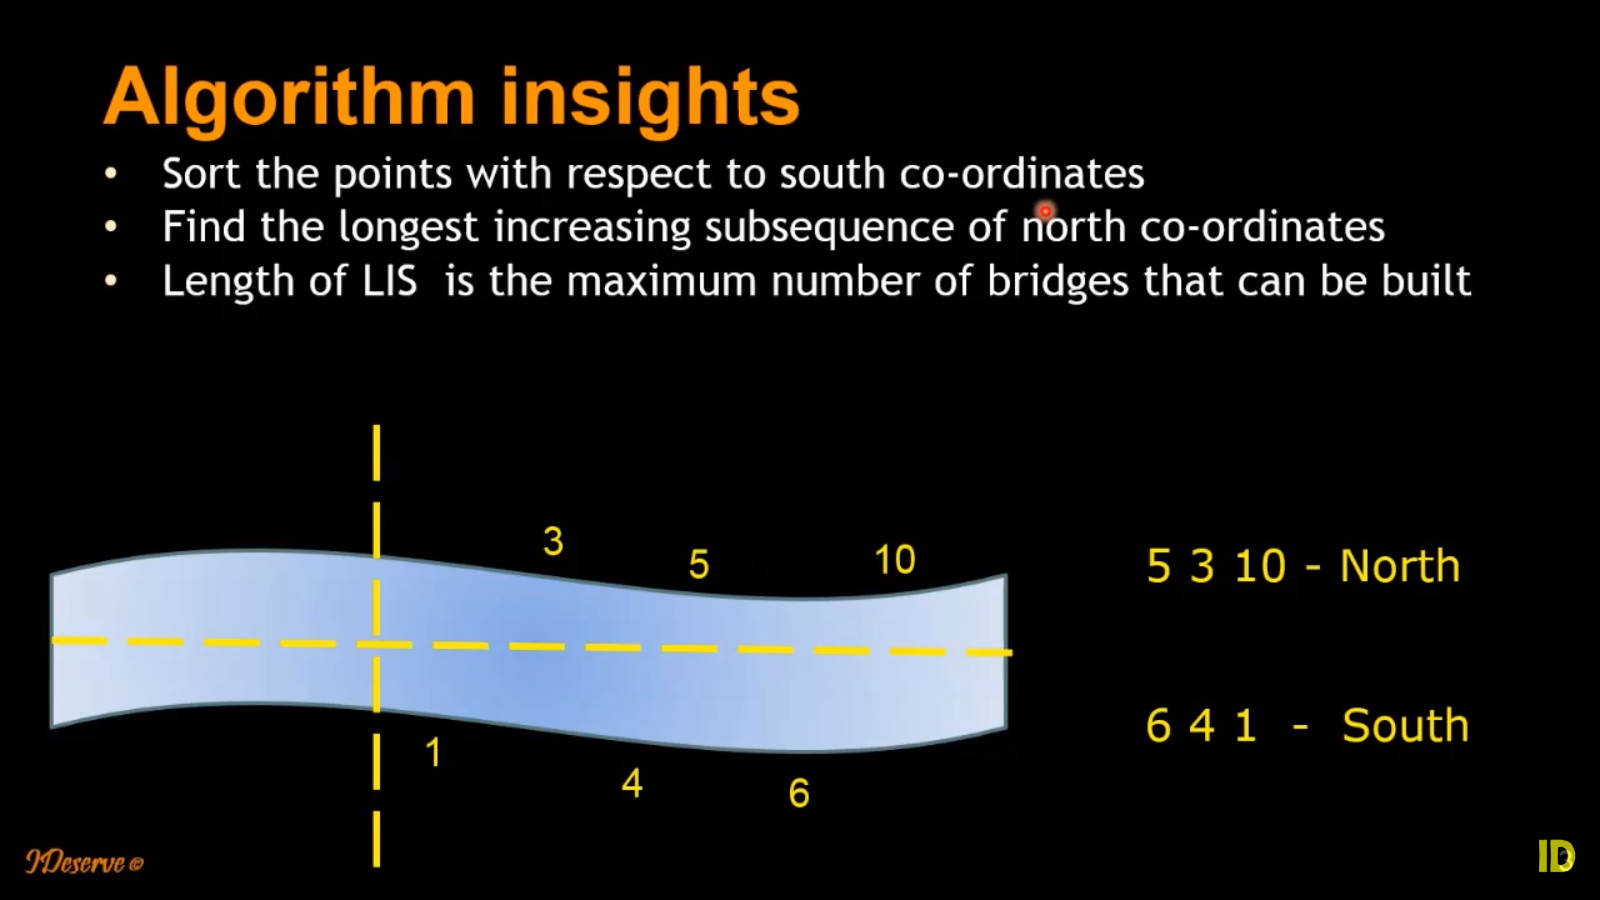 Algorithm insights
• Sort the points with respect to south co-ordinates
• Find the longest increasing subsequence of north co-ordinates
• Length of LIS is the maximum number of bridges that can be built
3 5 10
5 3 10 - North
1 4 6
6 4 1 - South
IDeserve ©
ID
3